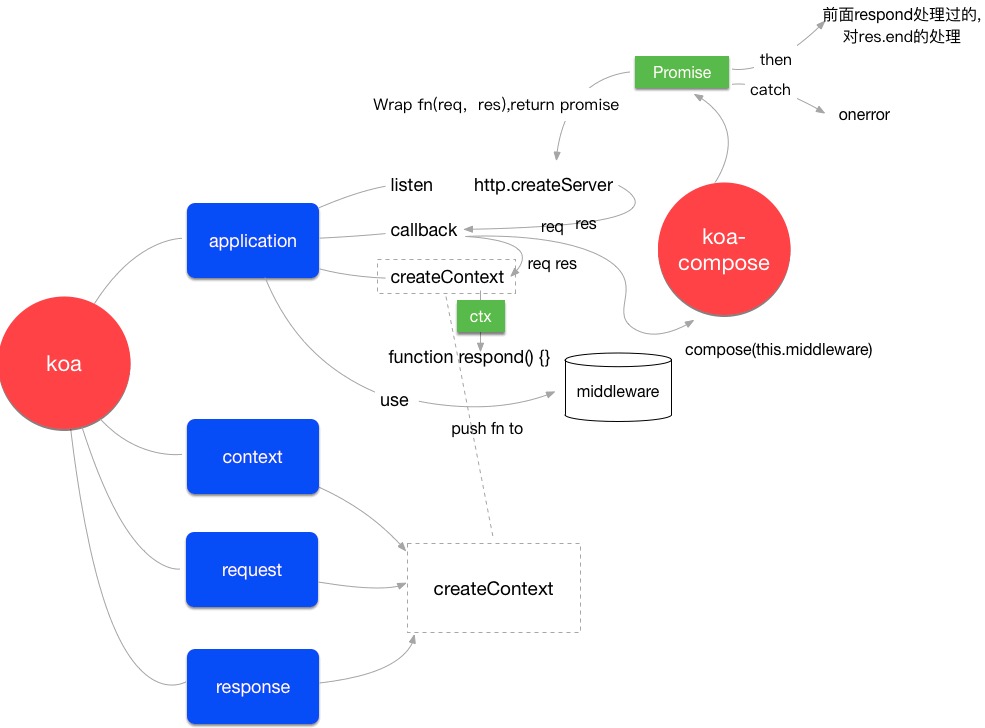 前面respond处理过的,
对res.end的处理
then
Promise
catch
Wrap fn(req, res),return promise
onerror
listen
http.createServer
callback
req
res
application
koa-
compose
req res
createContext
ctx
function respond() {}
compose(this.middleware)
koa
middleware
use
push fn to
context
request
createContext
response